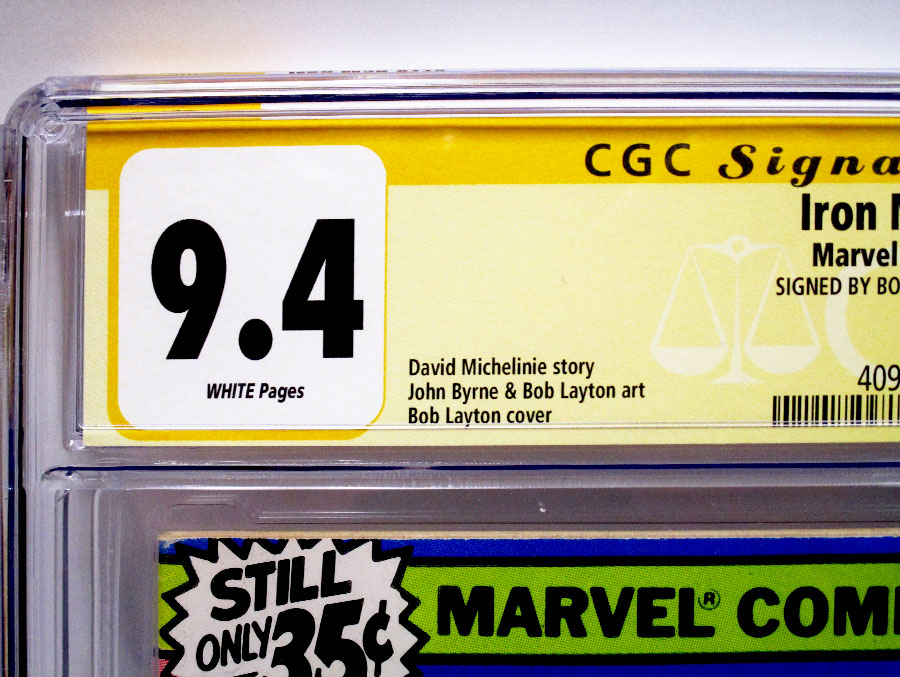 CGC Signa
9.4
WHITE Pages
Iron
Marvel
SIGNED BY BO
David Michelinie story
John Byrne & Bob Layton art
Bob Layton cover
409
STILL
ONLY 35¢
MARVEL® COM